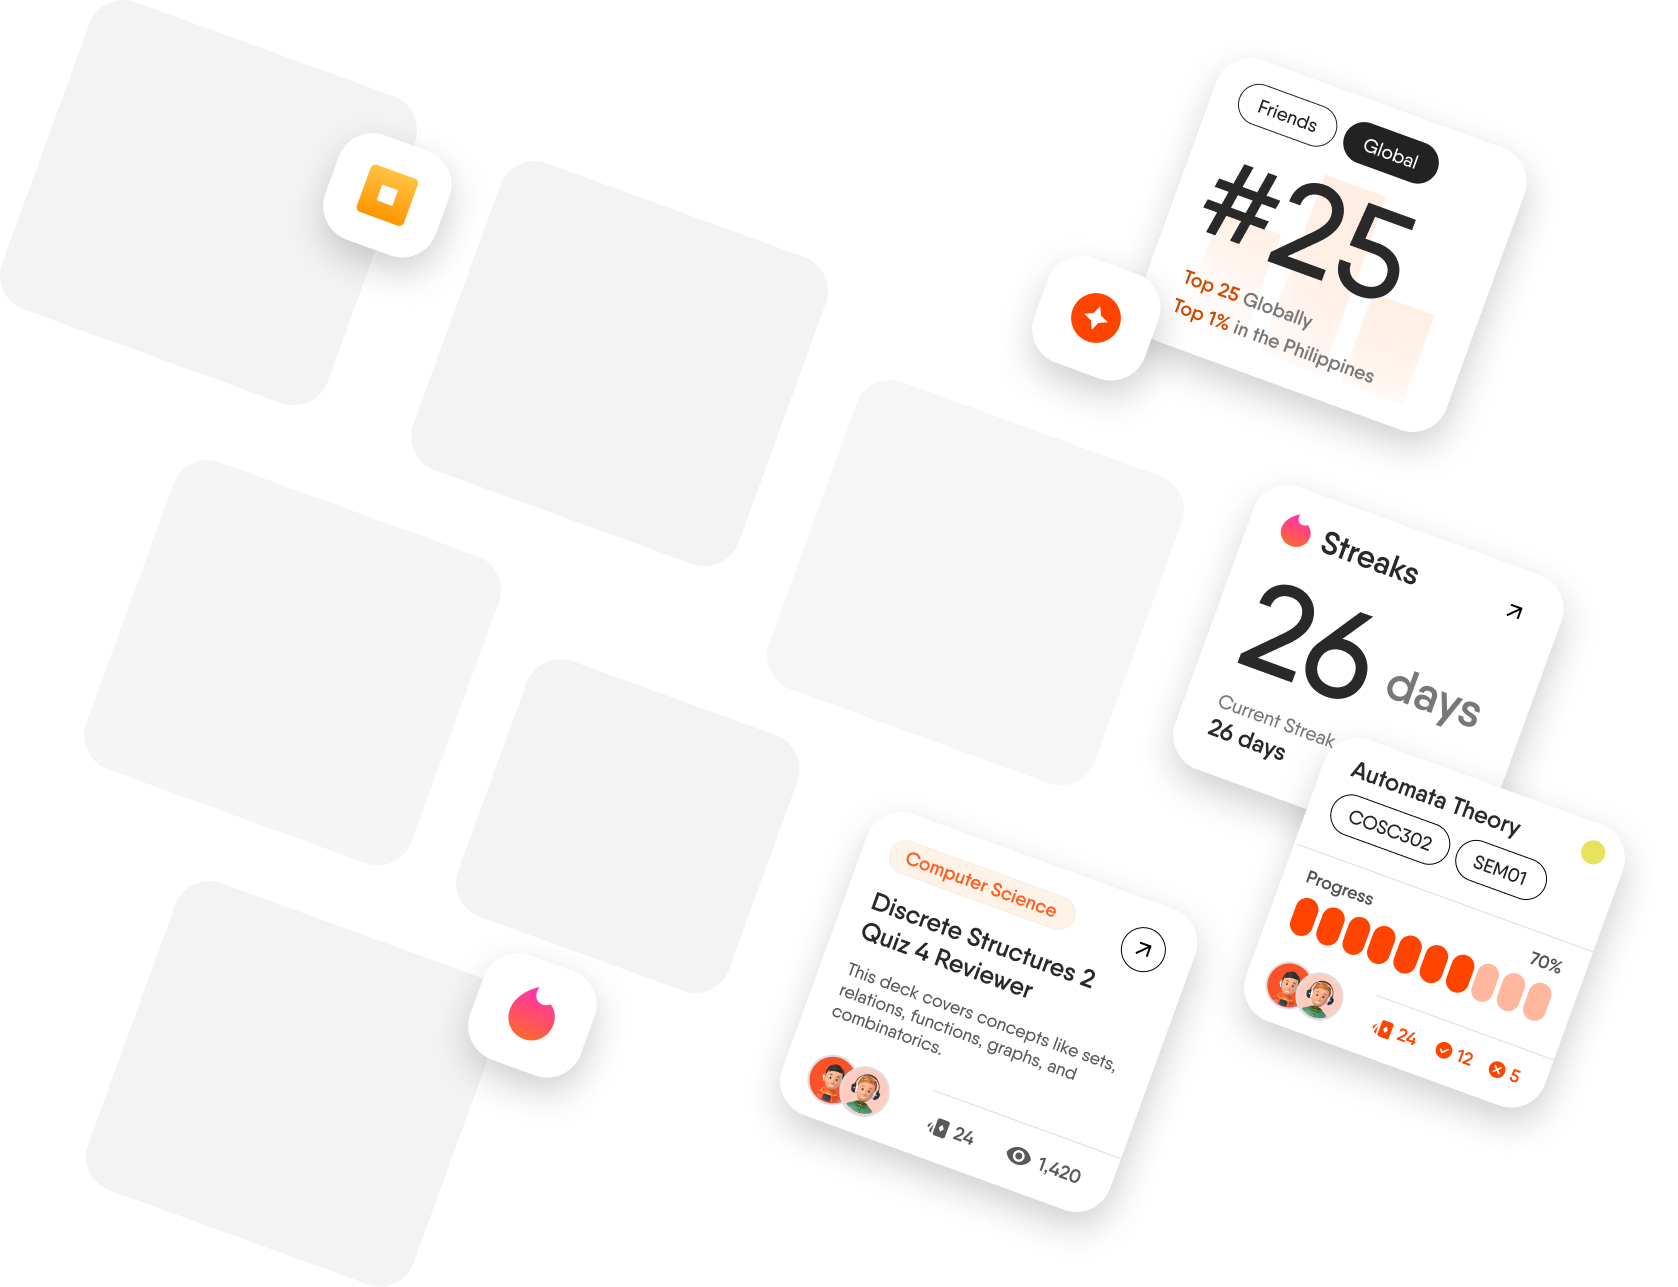 Friends
Global
#25
Top 25 Globally
Top 1% in the Philippines
Streaks
26 days
Current Streak
26 days
Automata Theory
COSC302
SEM01
Progress
70%
24
12
5
Computer Science
Discrete Structures 2
Quiz 4 Reviewer
This deck covers concepts like sets,
relations, functions, graphs, and
combinatorics.
24
1,420